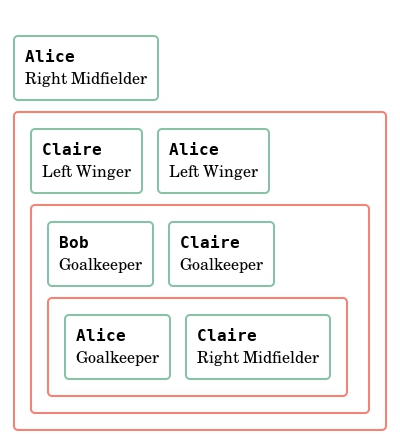 Alice
Right Midfielder
Claire
Left Winger
Alice
Left Winger
Bob
Goalkeeper
Claire
Goalkeeper
Alice
Goalkeeper
Claire
Right Midfielder